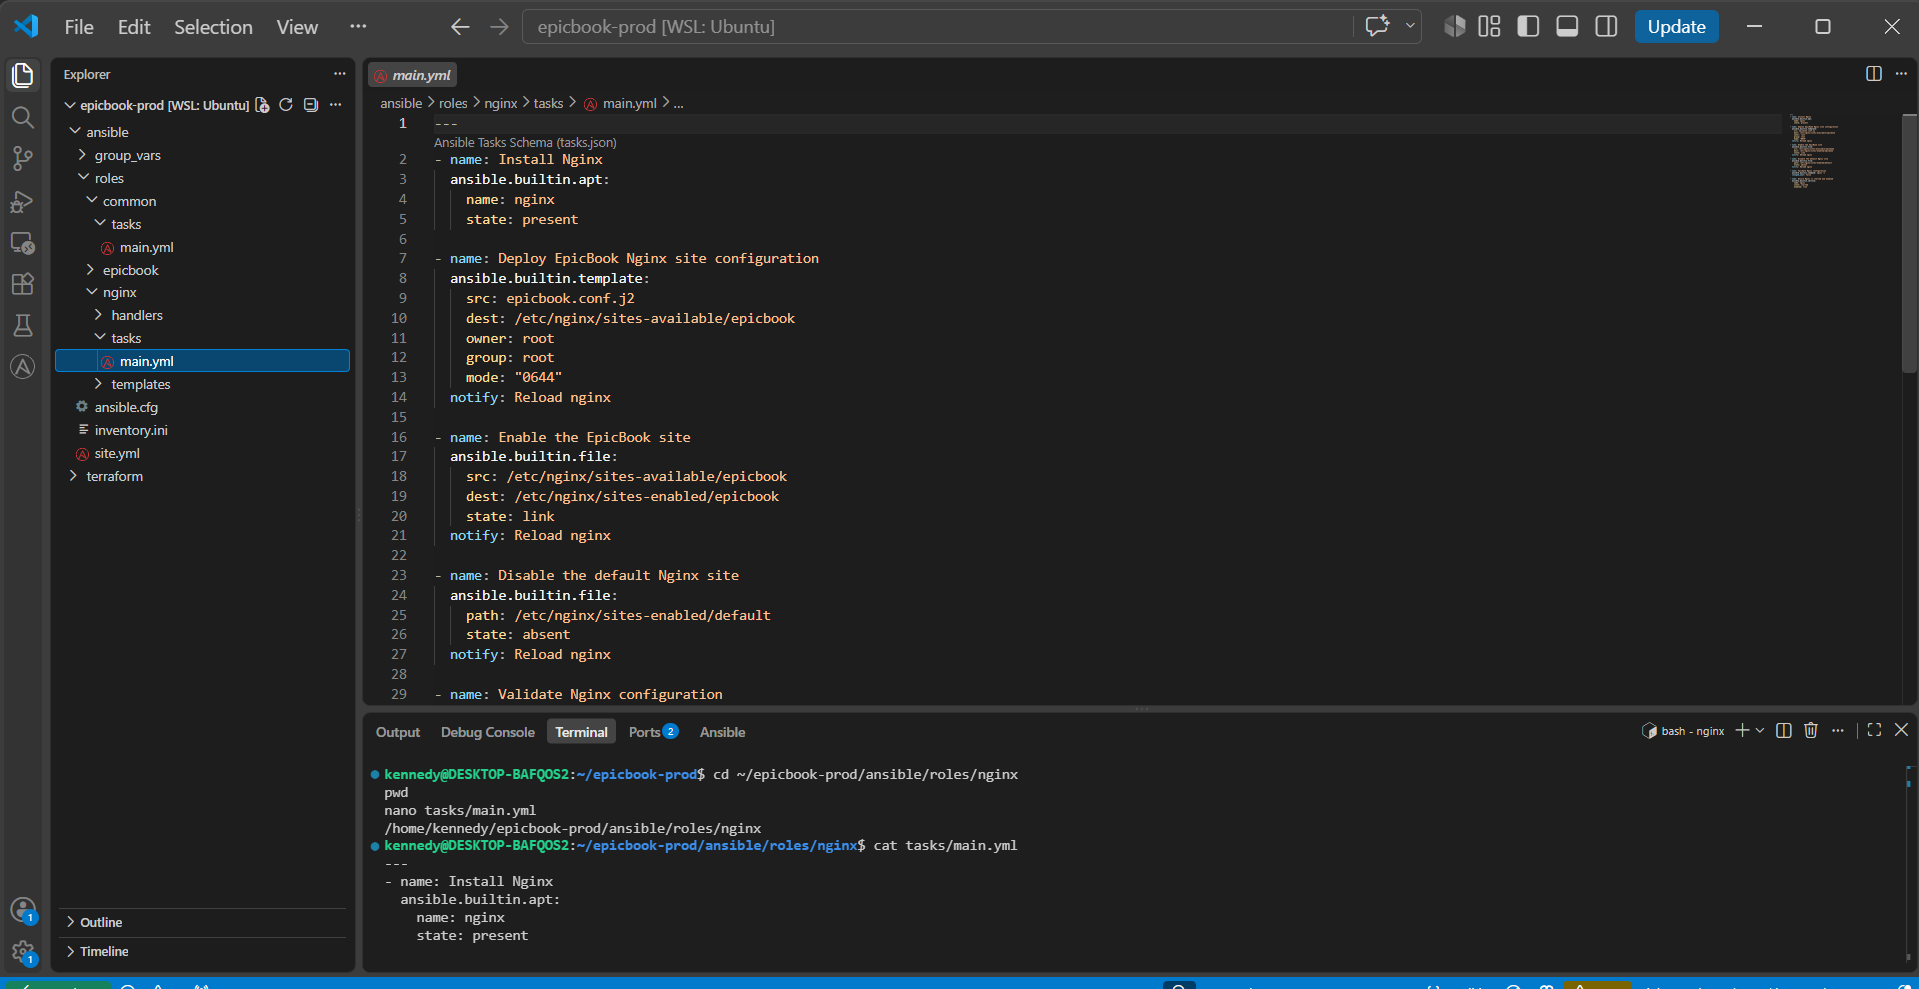 File Edit Selection View ··· epicbook-prod [WSL: Ubuntu] Update
Explorer ···
epicbook-prod [WSL: Ubuntu]
ansible
group_vars
roles
common
tasks
main.yml
epicbook
nginx
handlers
tasks
main.yml
templates
ansible.cfg
inventory.ini
site.yml
terraform
Outline
Timeline
1
1
main.yml
ansible > roles > nginx > tasks > main.yml > ...
1 ---
Ansible Tasks Schema (tasks.json)
2 - name: Install Nginx
3 ansible.builtin.apt:
4 name: nginx
5 state: present
6
7 - name: Deploy EpicBook Nginx site configuration
8 ansible.builtin.template:
9 src: epicbook.conf.j2
10 dest: /etc/nginx/sites-available/epicbook
11 owner: root
12 group: root
13 mode: "0644"
14 notify: Reload nginx
15
16 - name: Enable the EpicBook site
17 ansible.builtin.file:
18 src: /etc/nginx/sites-available/epicbook
19 dest: /etc/nginx/sites-enabled/epicbook
20 state: link
21 notify: Reload nginx
22
23 - name: Disable the default Nginx site
24 ansible.builtin.file:
25 path: /etc/nginx/sites-enabled/default
26 state: absent
27 notify: Reload nginx
28
29 - name: Validate Nginx configuration
Output Debug Console Terminal Ports 2 Ansible bash - nginx
kennedy@DESKTOP-BAFQOS2:~/epicbook-prod$ cd ~/epicbook-prod/ansible/roles/nginx
pwd
nano tasks/main.yml
/home/kennedy/epicbook-prod/ansible/roles/nginx
kennedy@DESKTOP-BAFQOS2:~/epicbook-prod/ansible/roles/nginx$ cat tasks/main.yml
---
- name: Install Nginx
ansible.builtin.apt:
name: nginx
state: present